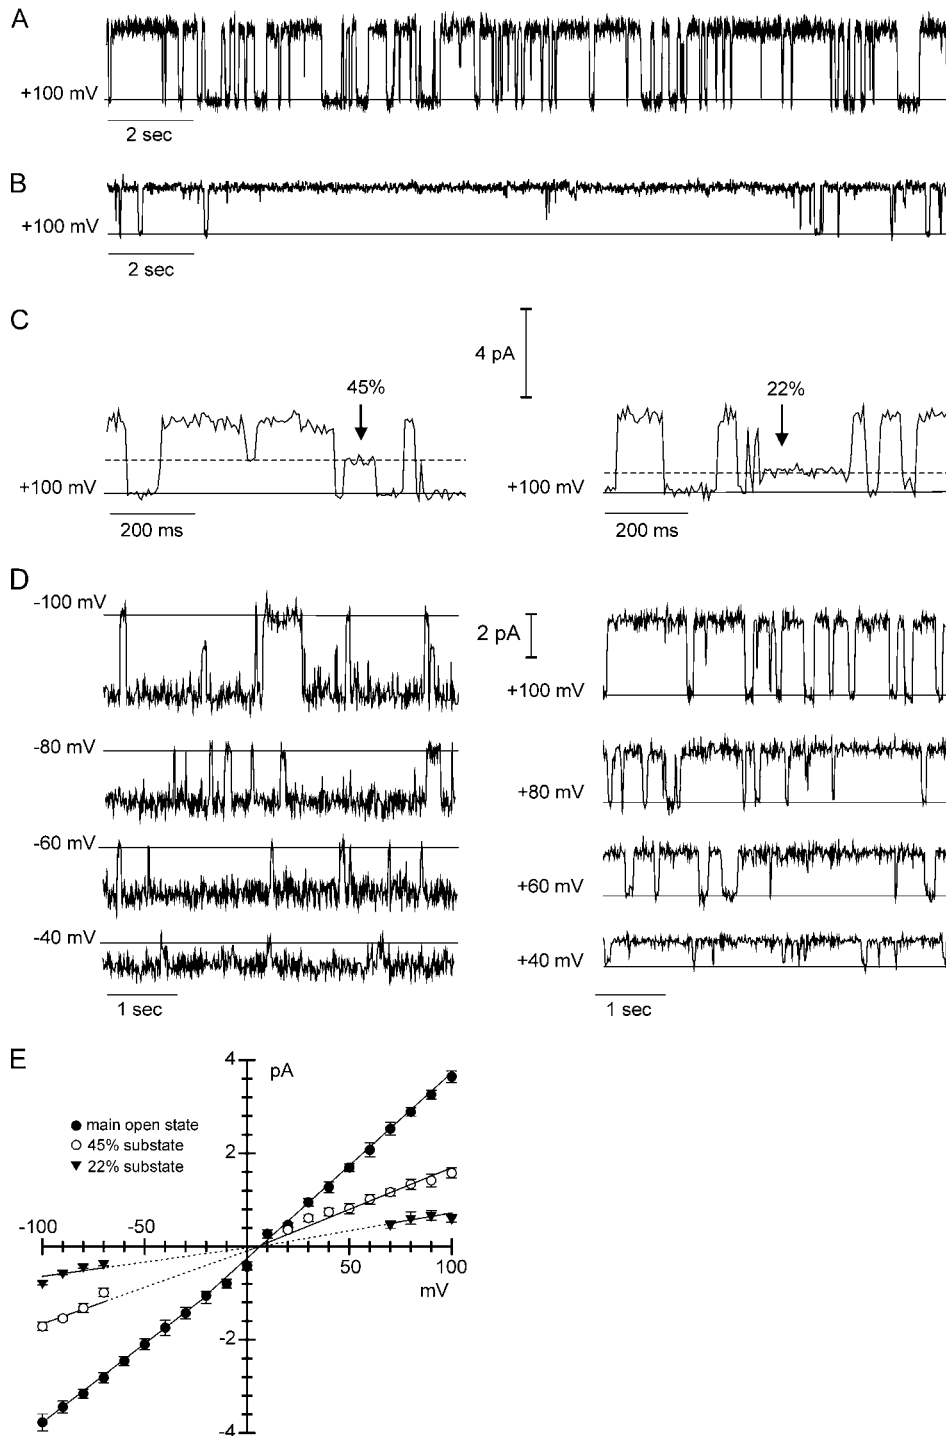 A
+100 mV
2 sec
B
+100 mV
2 sec
C
4 pA
45%
+100 mV
200 ms
22%
+100 mV
200 ms
D
-100 mV
-80 mV
-60 mV
-40 mV
1 sec
2 pA
+100 mV
+80 mV
+60 mV
+40 mV
1 sec
E
4
pA
main open state
45% substate
22% substate
2
-100
-50
50
100
mV
-2
-4